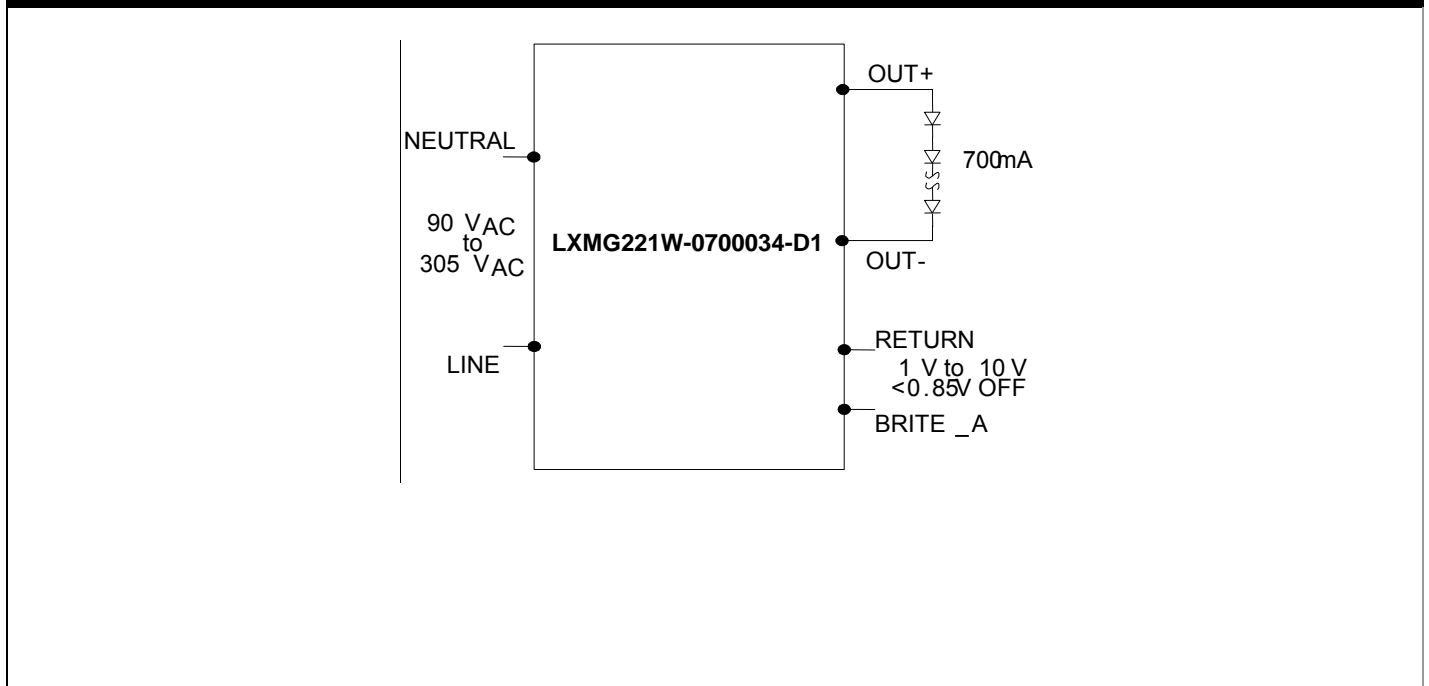 OUT+
NEUTRAL
700mA
90 VAC
to
305 VAC
LXMG221W-0700034-D1
OUT-
RETURN
1 V to 10 V
<0.85V OFF
LINE
BRITE _A